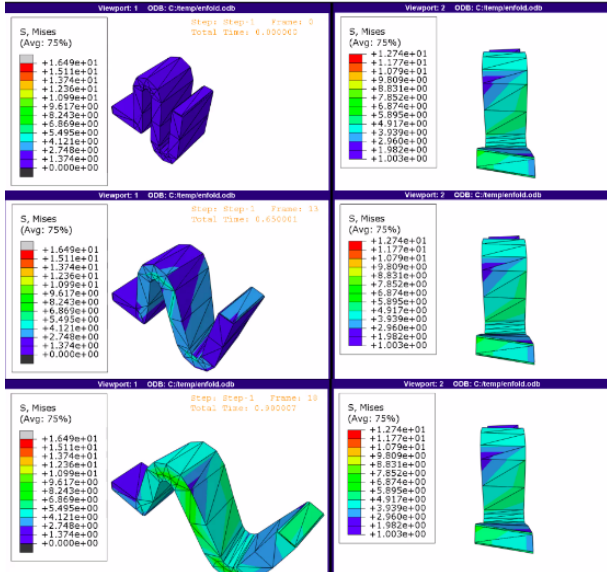 Viewport: 1 ODB: C:/temp/enfold.odb
Step: Step-1 Frame: 0
Total Time: 0.000000
S, Mises
(Avg: 75%)
+1.649e+01
+1.511e+01
+1.374e+01
+1.236e+01
+1.099e+01
+9.617e+00
+8.243e+00
+6.869e+00
+5.495e+00
+4.121e+00
+2.748e+00
+1.374e+00
+0.000e+00
Viewport: 2 ODB: C:/temp/enfold.odb
S, Mises
(Avg: 75%)
+1.274e+01
+1.177e+01
+1.079e+01
+9.809e+00
+8.831e+00
+7.852e+00
+6.874e+00
+5.895e+00
+4.917e+00
+3.939e+00
+2.960e+00
+1.982e+00
+1.003e+00
Viewport: 1 ODB: C:/temp/enfold.odb
Step: Step-1 Frame: 13
Total Time: 0.650001
S, Mises
(Avg: 75%)
+1.649e+01
+1.511e+01
+1.374e+01
+1.236e+01
+1.099e+01
+9.617e+00
+8.243e+00
+6.869e+00
+5.495e+00
+4.121e+00
+2.748e+00
+1.374e+00
+0.000e+00
Viewport: 2 ODB: C:/temp/enfold.odb
S, Mises
(Avg: 75%)
+1.274e+01
+1.177e+01
+1.079e+01
+9.809e+00
+8.831e+00
+7.852e+00
+6.874e+00
+5.895e+00
+4.917e+00
+3.939e+00
+2.960e+00
+1.982e+00
+1.003e+00
Viewport: 1 ODB: C:/temp/enfold.odb
Step: Step-1 Frame:
Total Time:
S, Mises
(Avg: 75%)
+1.649e+01
+1.511e+01
+1.374e+01
+1.236e+01
+1.099e+01
+9.617e+00
+8.243e+00
+6.869e+00
+5.495e+00
+4.121e+00
+2.748e+00
+1.374e+00
+0.000e+00
Viewport: 2 ODB: C:/temp/enfold.odb
S, Mises
(Avg: 75%)
+1.274e+01
+1.177e+01
+1.079e+01
+9.809e+00
+8.831e+00
+7.852e+00
+6.874e+00
+5.895e+00
+4.917e+00
+3.939e+00
+2.960e+00
+1.982e+00
+1.003e+00